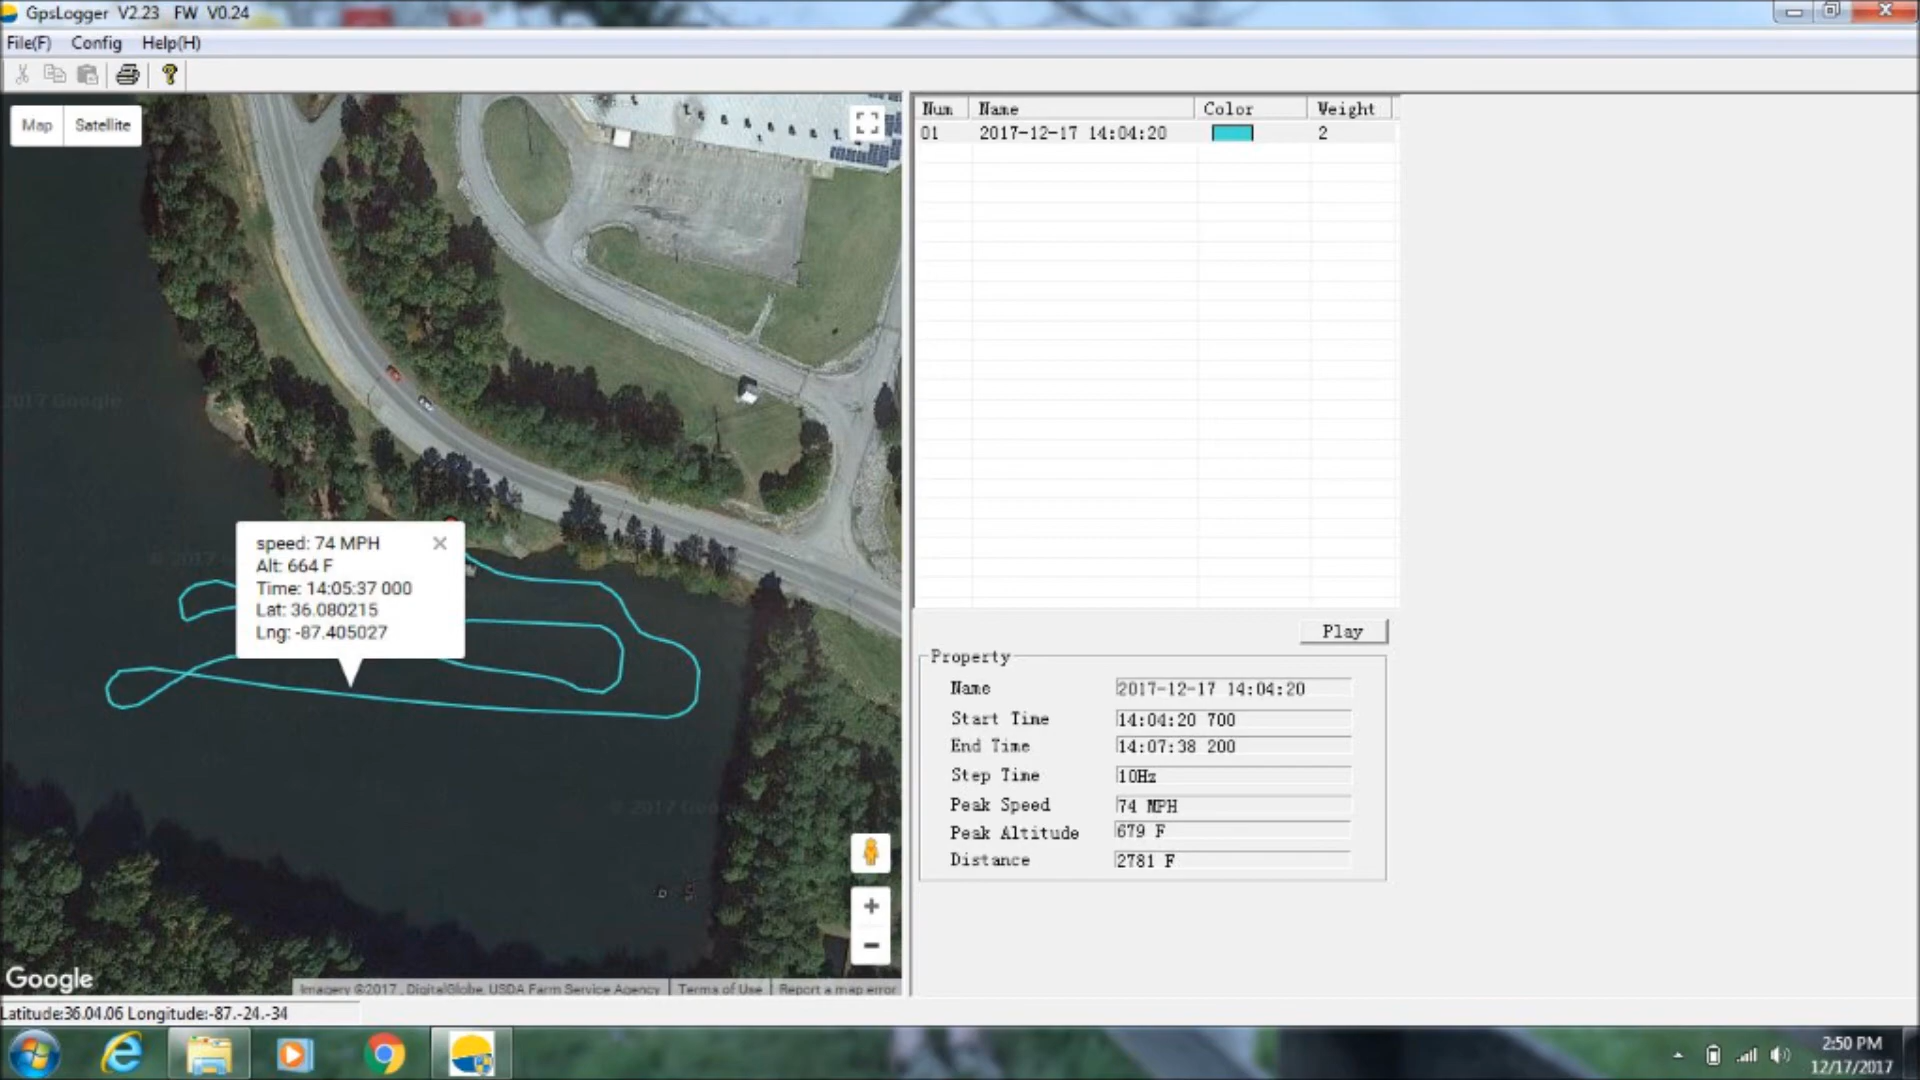 GpsLogger V2.23 FW V0.24
File(F) Config Help(H)
Map Satellite
Num Name Color Weight
01 2017-12-17 14:04:20 2
2017 Google
speed: 74 MPH
Alt: 664 F
Time: 14:05:37 000
Lat: 36.080215
Lng: -87.405027
© 2017
© 2017 Goog
Play
Property
Name 2017-12-17 14:04:20
Start Time 14:04:20 700
End Time 14:07:38 200
Step Time 10Hz
Peak Speed 74 MPH
Peak Altitude 679 F
Distance 2781 F
Google
Imagery ©2017 , DigitalGlobe, USDA Farm Service Agency Terms of Use Report a map error
Latitude:36.04.06 Longitude:-87.-24.-34
2:50 PM
12/17/2017